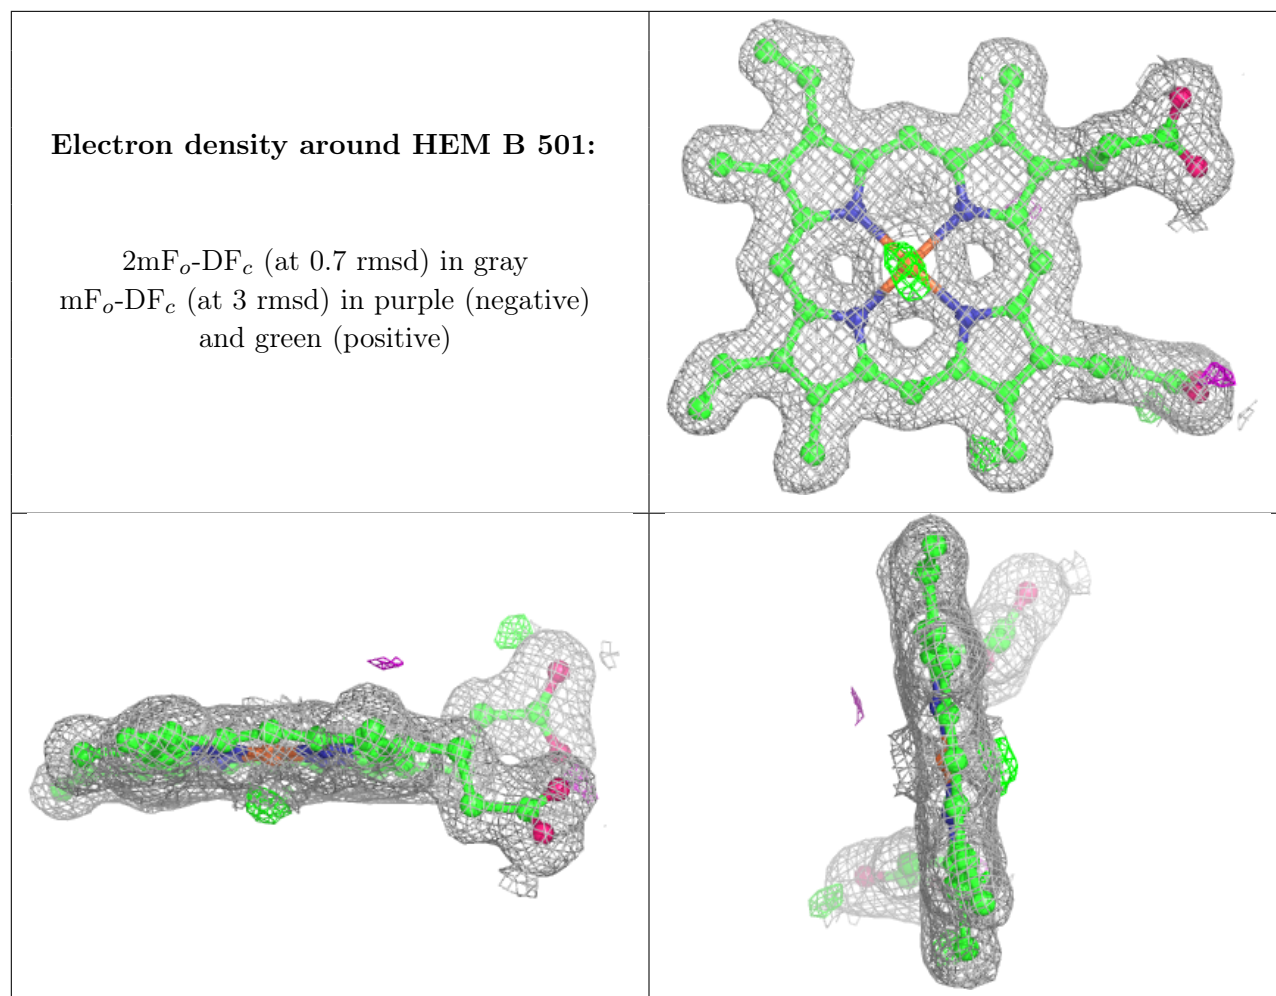 Electron density around HEM B 501:
2mFₒ-DF𝒸 (at 0.7 rmsd) in gray
mFₒ-DF𝒸 (at 3 rmsd) in purple (negative)
and green (positive)